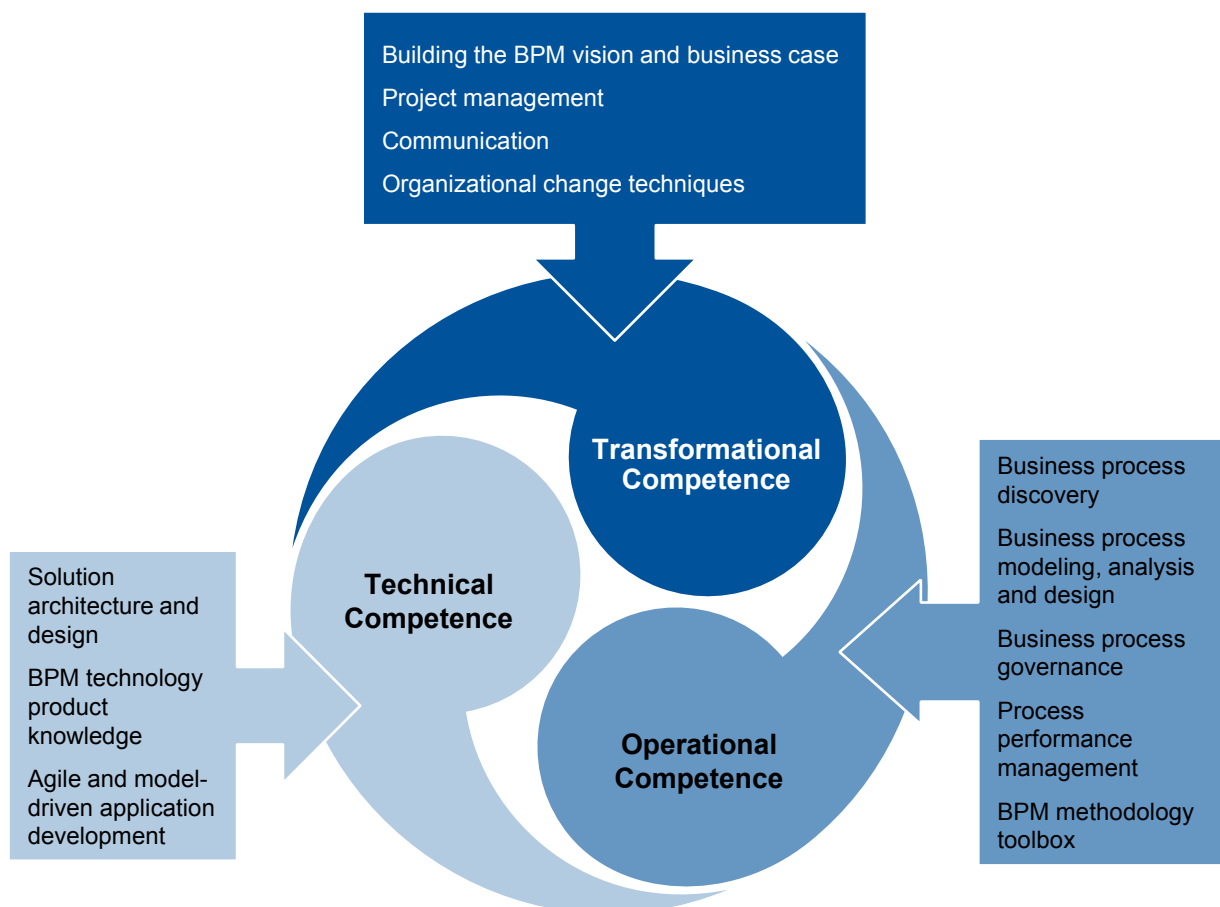 Building the BPM vision and business case
Project management
Communication
Organizational change techniques
Transformational
Competence
Business process
discovery
Business process
modeling, analysis
and design
Business process
governance
Process
performance
management
BPM methodology
toolbox
Technical
Competence
Solution
architecture and
design
BPM technology
product
knowledge
Agile and model-
driven application
development
Operational
Competence